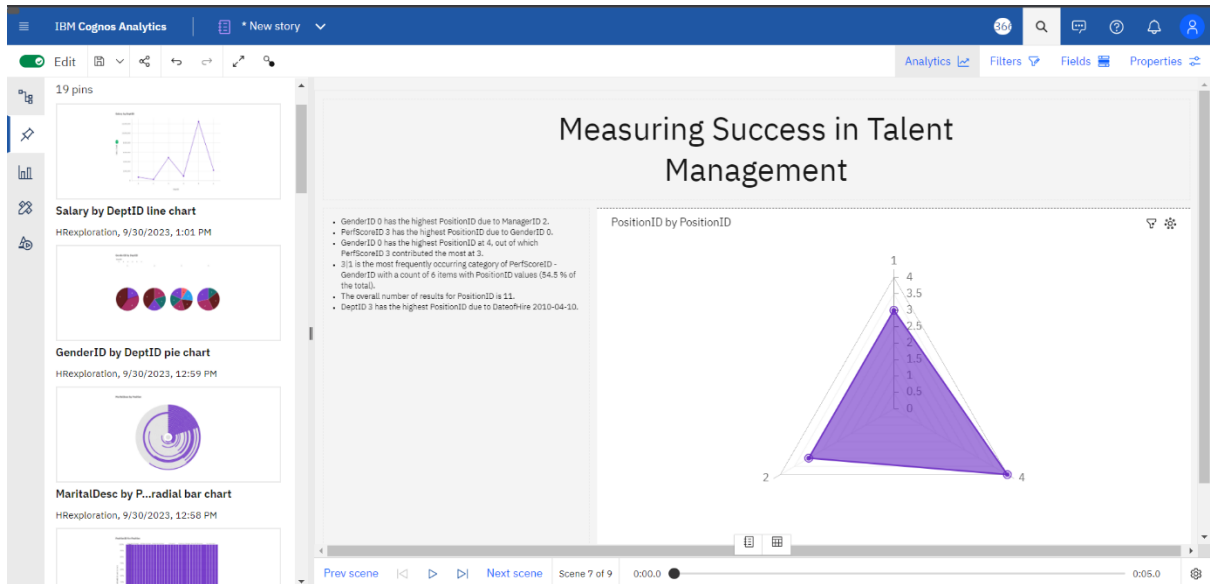 IBM Cognos Analytics
* New story
Edit
Analytics
Filters
Fields
Properties
19 pins
Salary by DeptID line chart
HRexploration, 9/30/2023, 1:01 PM
GenderID by DeptID pie chart
HRexploration, 9/30/2023, 12:59 PM
MaritalDesc by P...radial bar chart
HRexploration, 9/30/2023, 12:58 PM
Measuring Success in Talent
Management
• GenderID 0 has the highest PositionID due to ManagerID 2.
• PerfScoreID 3 has the highest PositionID due to GenderID 0.
• GenderID 0 has the highest PositionID at 4, out of which
PerfScoreID 3 contributed the most at 3.
• 3|1 is the most frequently occurring category of PerfScoreID -
GenderID with a count of 6 items with PositionID values (54.5 % of
the total).
• The overall number of results for PositionID is 11.
• DeptID 3 has the highest PositionID due to DateofHire 2010-04-10.
PositionID by PositionID
1
4
3.5
3
2.5
2
1.5
1
0.5
0
2
4
Prev scene
Next scene
Scene 7 of 9
0:00.0
0:05.0